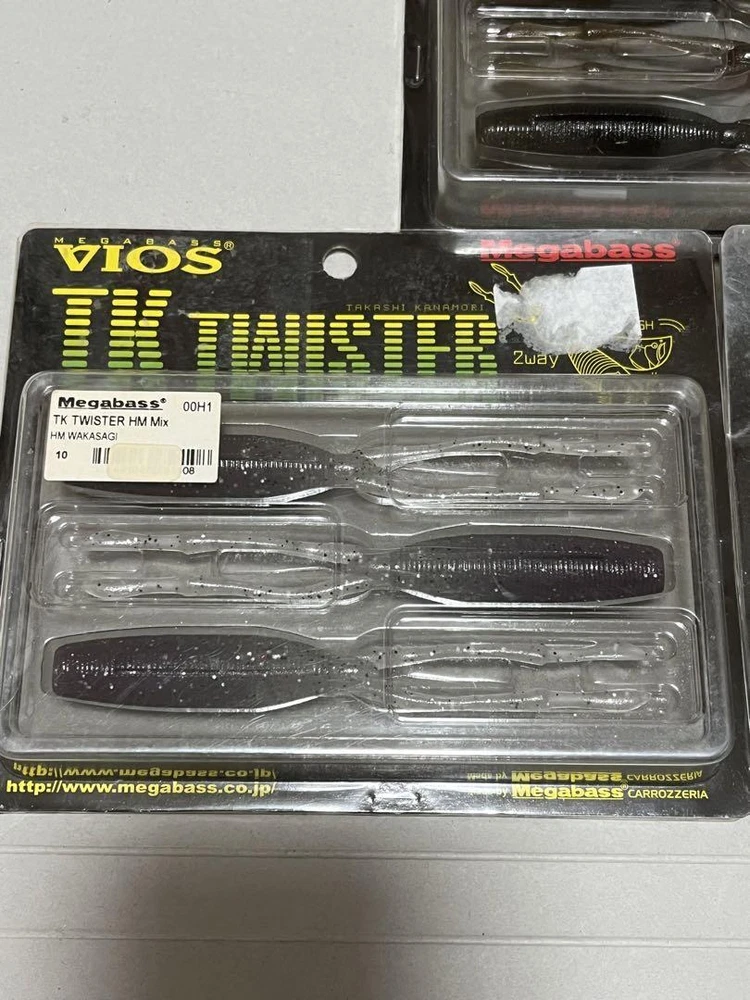 MEGABASS®
VIOS
Megabass®
TAKASHI KANAMORI
TK TWISTER
2way
Megabass® 00H1
TK TWISTER HM Mix
HM WAKASAGI
10
08
http://www.megabass.co.jp/
Megabass® CARROZZERIA